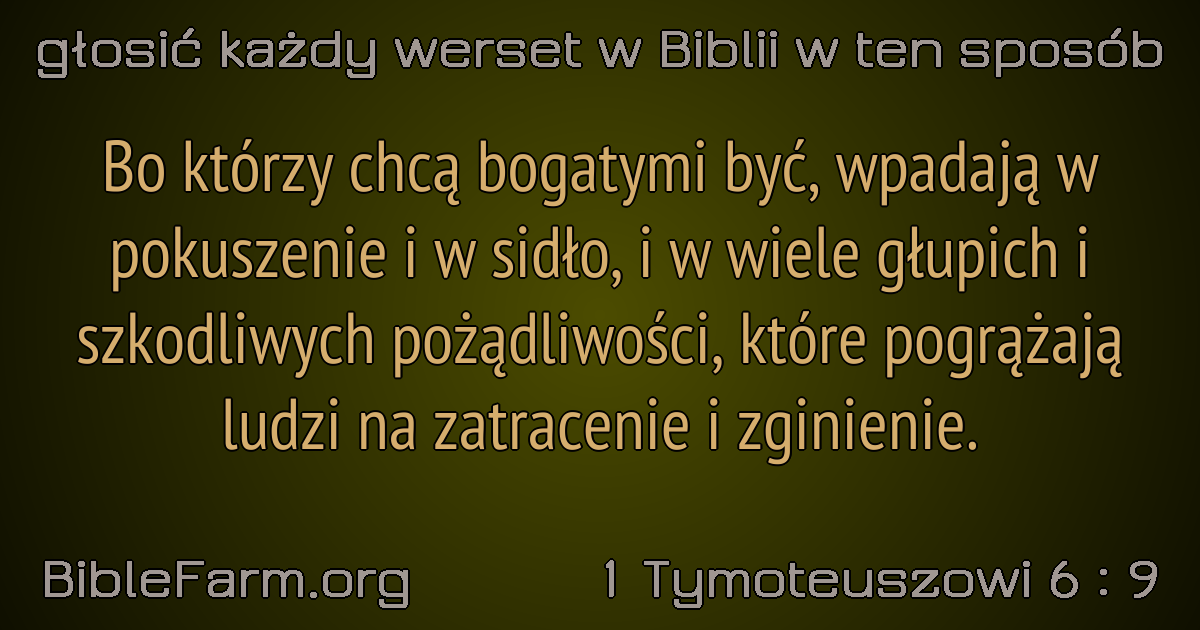 głosić każdy werset w Biblii w ten sposób
Bo którzy chcą bogatymi być, wpadają w
pokuszenie i w sidło, i w wiele głupich i
szkodliwych pożądliwości, które pogrążają
ludzi na zatracenie i zginienie.
BibleFarm.org 1 Tymoteuszowi 6 : 9